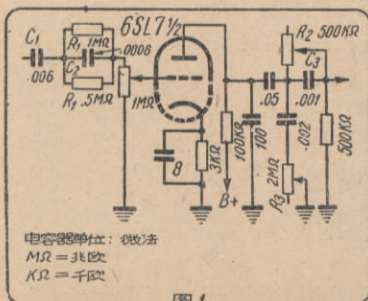 6SL7½
C₁
.006
R₁ 1MΩ
.0006
C₂
R₁ .5MΩ
1MΩ
8
3KΩ
100KΩ
B+
100
.05
.002
R₂ 500KΩ
C₃
.001
R₃ 2MΩ
500KΩ
电容器单位：微法
MΩ＝兆欧
KΩ＝千欧
图1